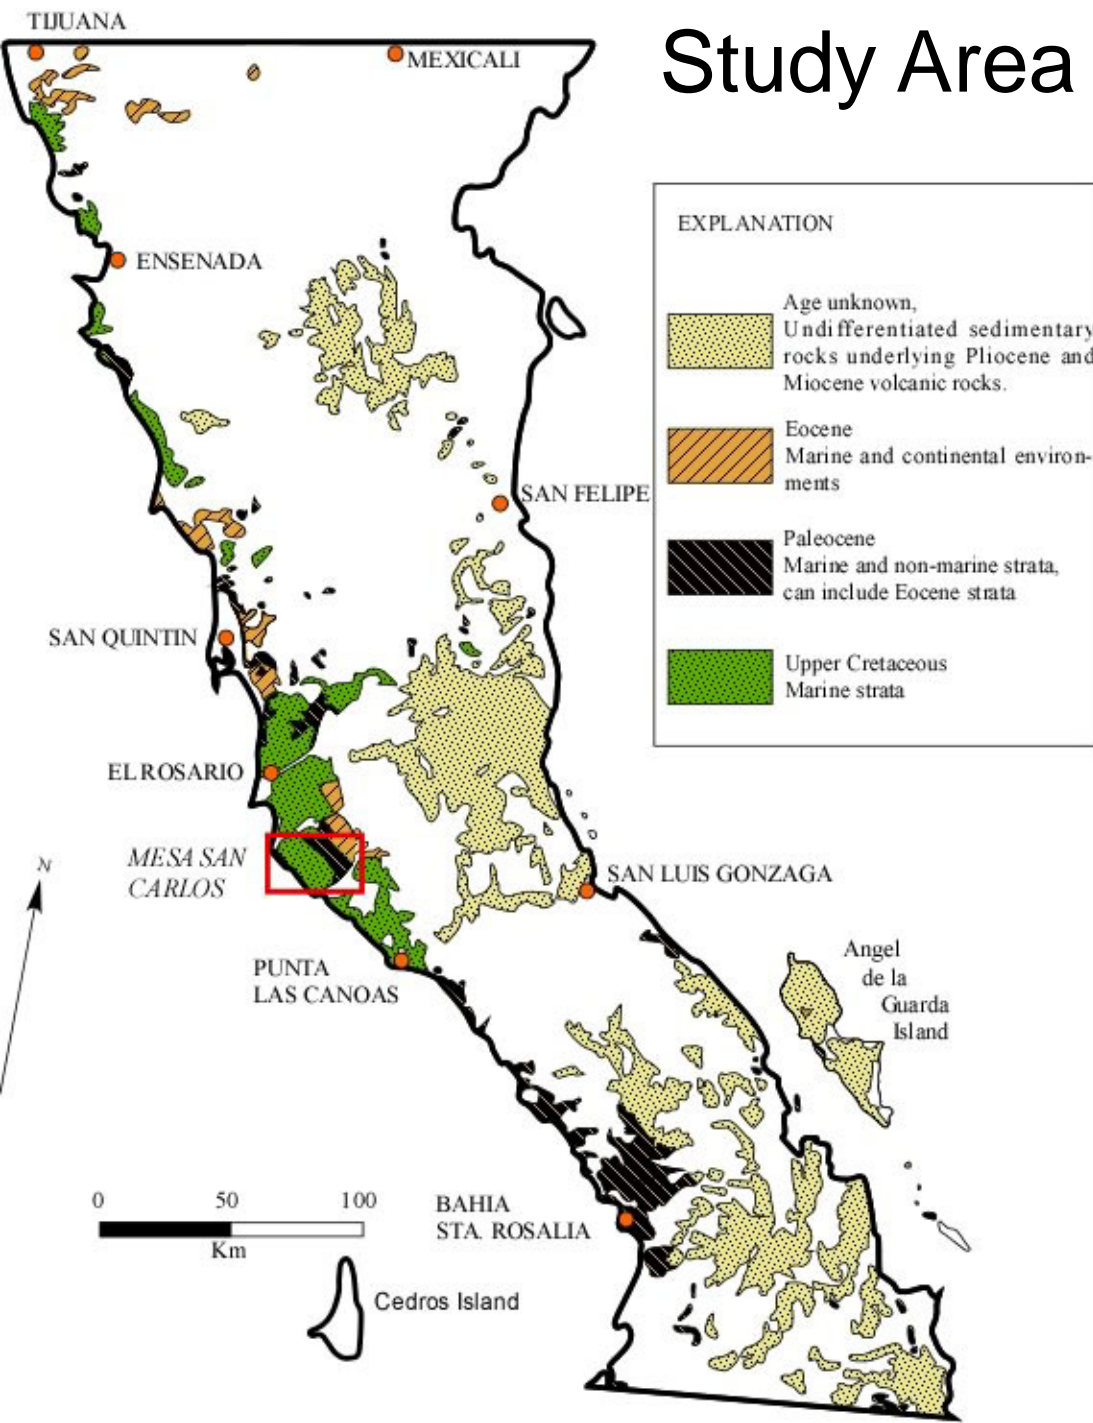 Study Area
TIJUANA
MEXICALI
ENSENADA
SAN FELIPE
SAN QUINTIN
EL ROSARIO
MESA SAN
CARLOS
SAN LUIS GONZAGA
PUNTA
LAS CANOAS
Angel
de la
Guarda
Island
BAHIA
STA. ROSALIA
Cedros Island
N
0 50 100
Km
EXPLANATION
Age unknown,
Undifferentiated sedimentary
rocks underlying Pliocene and
Miocene volcanic rocks.
Eocene
Marine and continental environ-
ments
Paleocene
Marine and non-marine strata,
can include Eocene strata
Upper Cretaceous
Marine strata